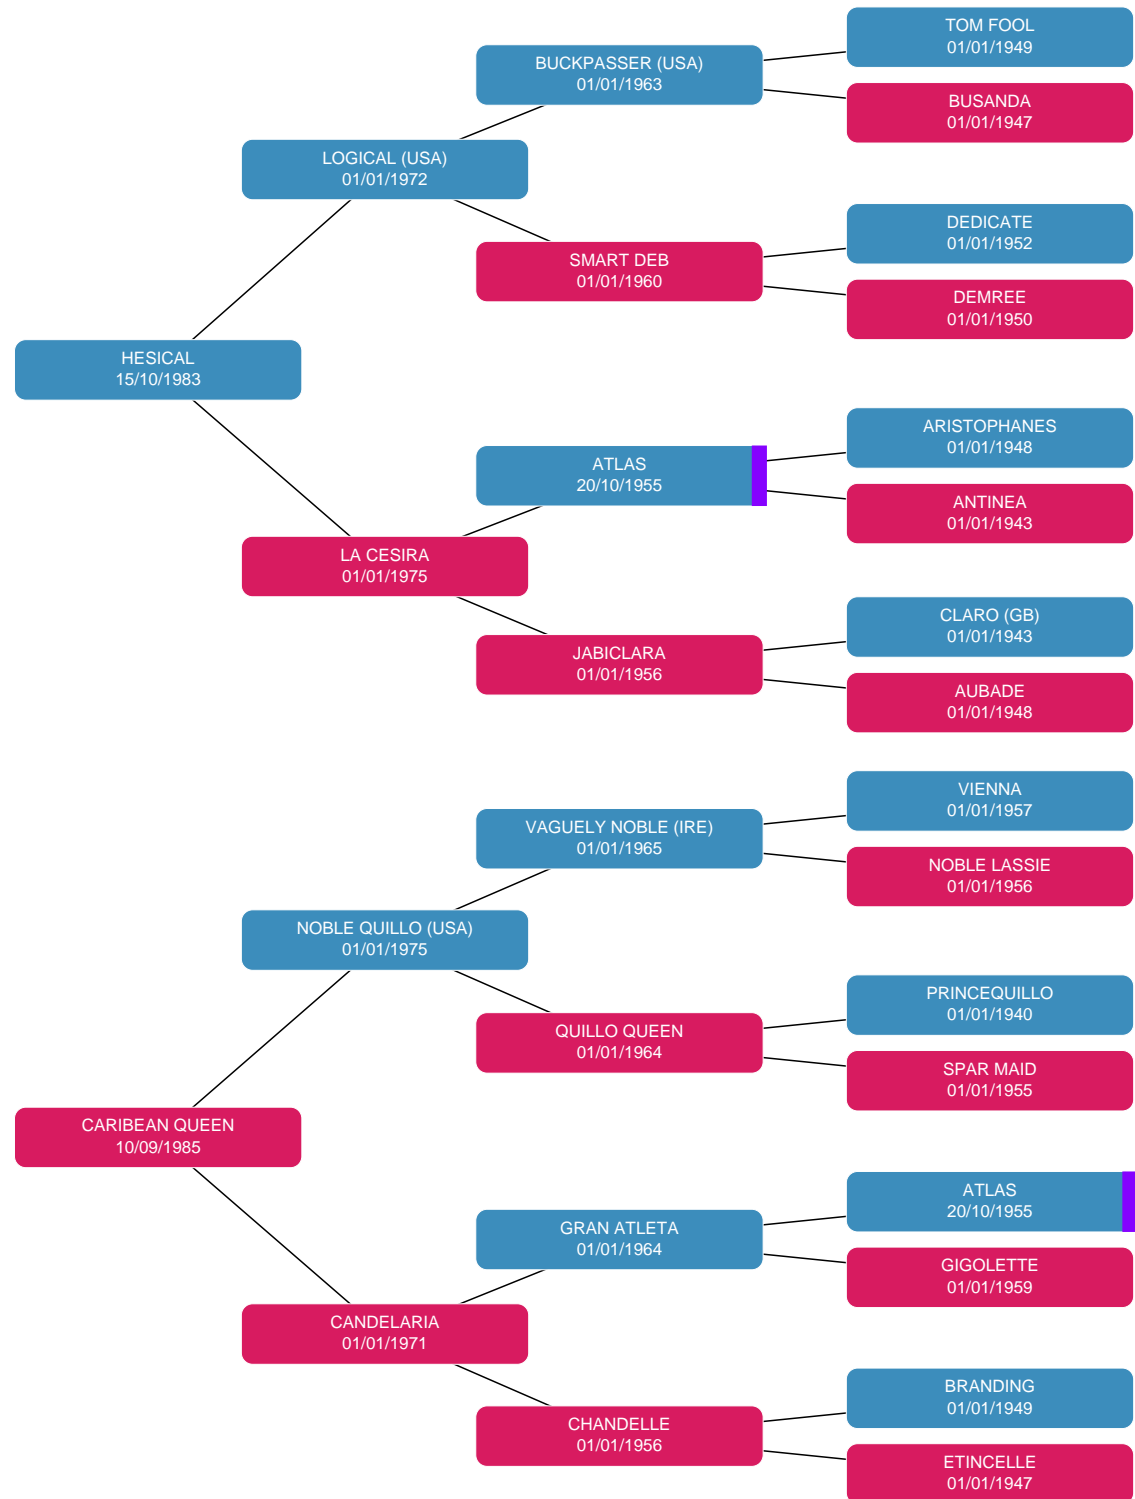 TOM FOOL
01/01/1949
BUCKPASSER (USA)
01/01/1963
BUSANDA
01/01/1947
LOGICAL (USA)
01/01/1972
DEDICATE
01/01/1952
SMART DEB
01/01/1960
DEMREE
01/01/1950
HESICAL
15/10/1983
ARISTOPHANES
01/01/1948
ATLAS
20/10/1955
ANTINEA
01/01/1943
LA CESIRA
01/01/1975
CLARO (GB)
01/01/1943
JABICLARA
01/01/1956
AUBADE
01/01/1948
VIENNA
01/01/1957
VAGUELY NOBLE (IRE)
01/01/1965
NOBLE LASSIE
01/01/1956
NOBLE QUILLO (USA)
01/01/1975
PRINCEQUILLO
01/01/1940
QUILLO QUEEN
01/01/1964
SPAR MAID
01/01/1955
CARIBEAN QUEEN
10/09/1985
ATLAS
20/10/1955
GRAN ATLETA
01/01/1964
GIGOLETTE
01/01/1959
CANDELARIA
01/01/1971
BRANDING
01/01/1949
CHANDELLE
01/01/1956
ETINCELLE
01/01/1947